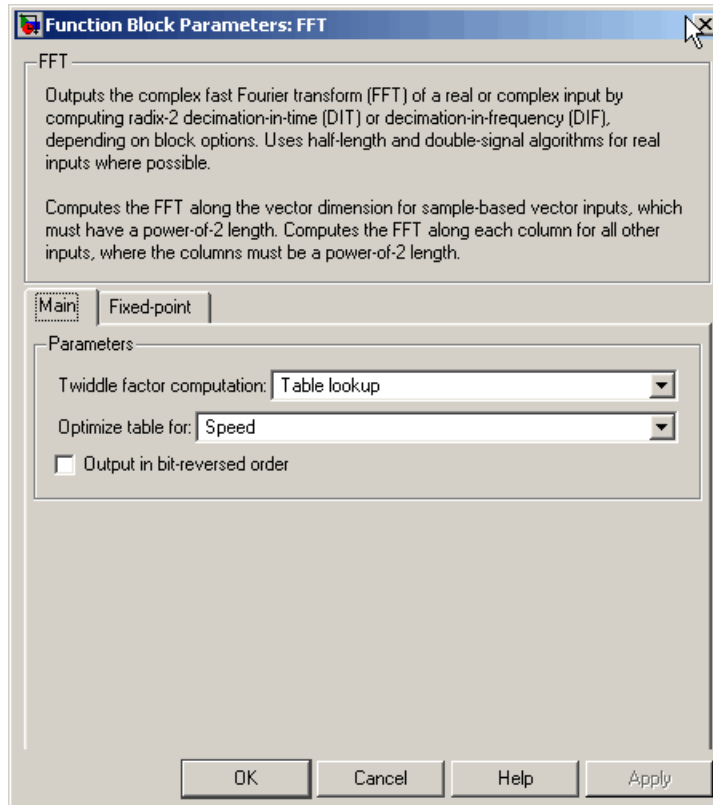 Function Block Parameters: FFT
FFT
Outputs the complex fast Fourier transform (FFT) of a real or complex input by
computing radix-2 decimation-in-time (DIT) or decimation-in-frequency (DIF),
depending on block options. Uses half-length and double-signal algorithms for real
inputs where possible.
Computes the FFT along the vector dimension for sample-based vector inputs, which
must have a power-of-2 length. Computes the FFT along each column for all other
inputs, where the columns must be a power-of-2 length.
Main Fixed-point
Parameters
Twiddle factor computation: Table lookup
Optimize table for: Speed
Output in bit-reversed order
OK Cancel Help Apply